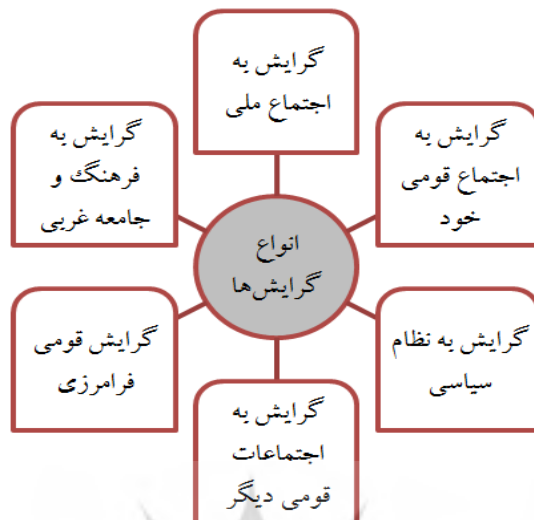 گرایش به
اجتماع ملی
گرایش به
اجتماع قومی
خود
گرایش به نظام
سیاسی
گرایش به
اجتماعات
قومی دیگر
گرایش قومی
فرامرزی
گرایش به
فرهنگ و
جامعه غربی
انواع
گرایش‌ها